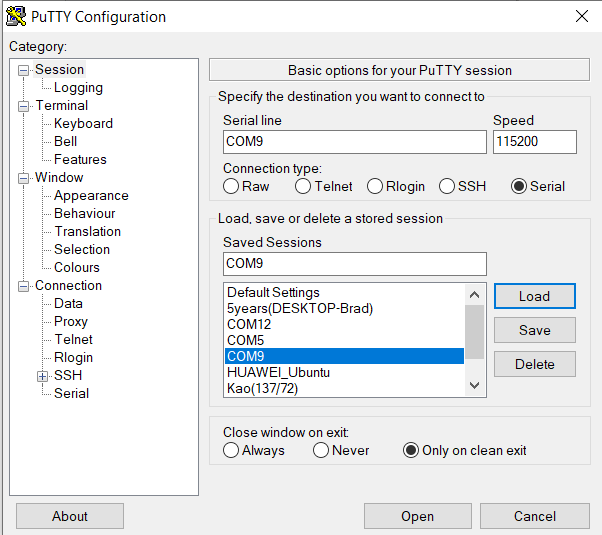 PuTTY Configuration
Category:
Session
Logging
Terminal
Keyboard
Bell
Features
Window
Appearance
Behaviour
Translation
Selection
Colours
Connection
Data
Proxy
Telnet
Rlogin
SSH
Serial
Basic options for your PuTTY session
Specify the destination you want to connect to
Serial line Speed
COM9 115200
Connection type:
Raw Telnet Rlogin SSH Serial
Load, save or delete a stored session
Saved Sessions
COM9
Default Settings
5years(DESKTOP-Brad)
COM12
COM5
COM9
HUAWEI_Ubuntu
Kao(137/72)
Load
Save
Delete
Close window on exit:
Always Never Only on clean exit
About Open Cancel